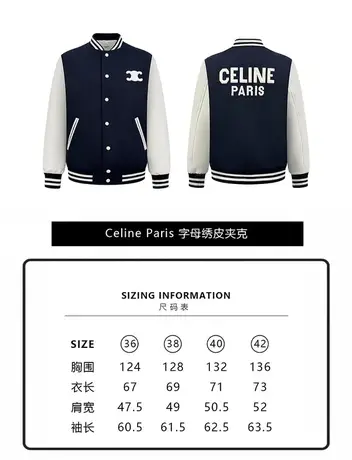 CELINE
PARIS
Celine Paris 字母绣皮夹克
SIZING INFORMATION
尺码表
SIZE 36 38 40 42
胸围 124 128 132 136
衣长 67 69 71 73
肩宽 47.5 49 50.5 52
袖长 60.5 61.5 62.5 63.5